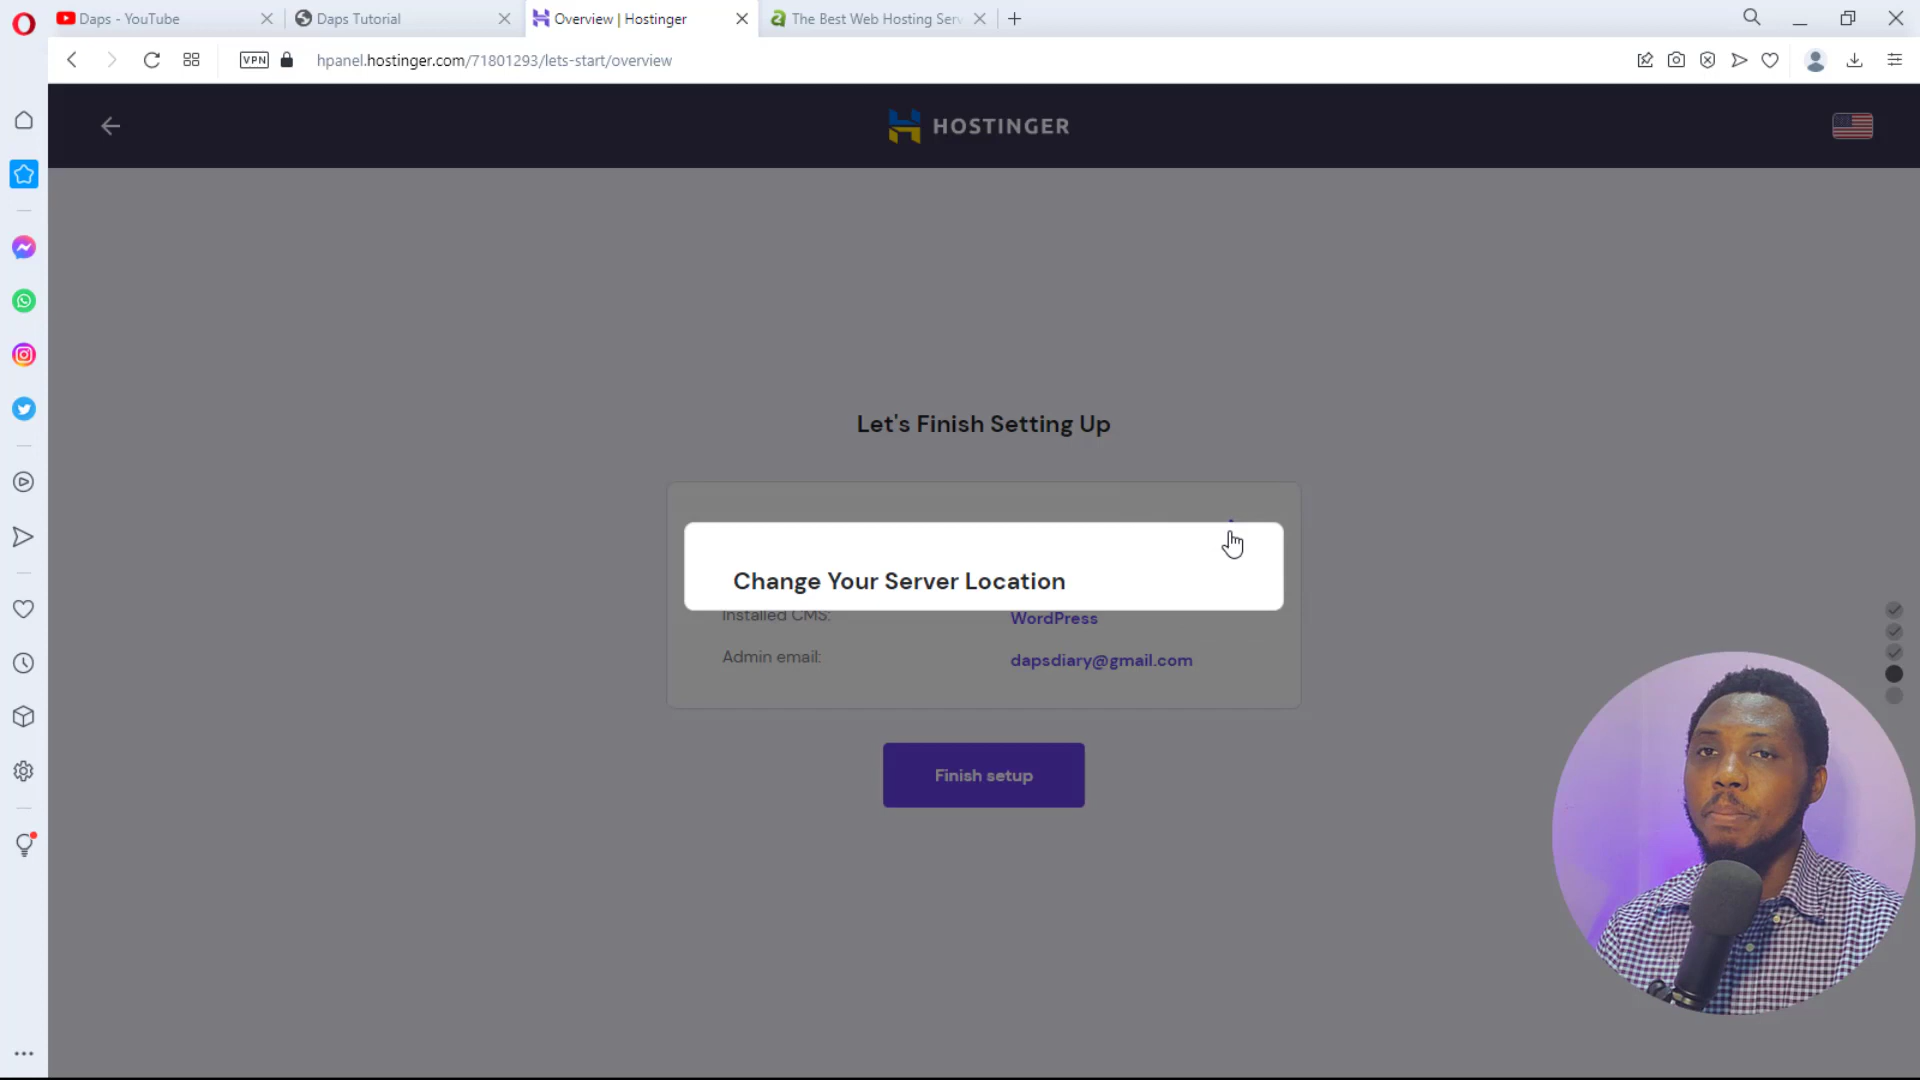 Daps - YouTube
Daps Tutorial
Overview | Hostinger
The Best Web Hosting Serv
VPN
hpanel.hostinger.com/71801293/lets-start/overview
HOSTINGER
Let's Finish Setting Up
Change Your Server Location
Installed CMS:
WordPress
Admin email:
dapsdiary@gmail.com
Finish setup